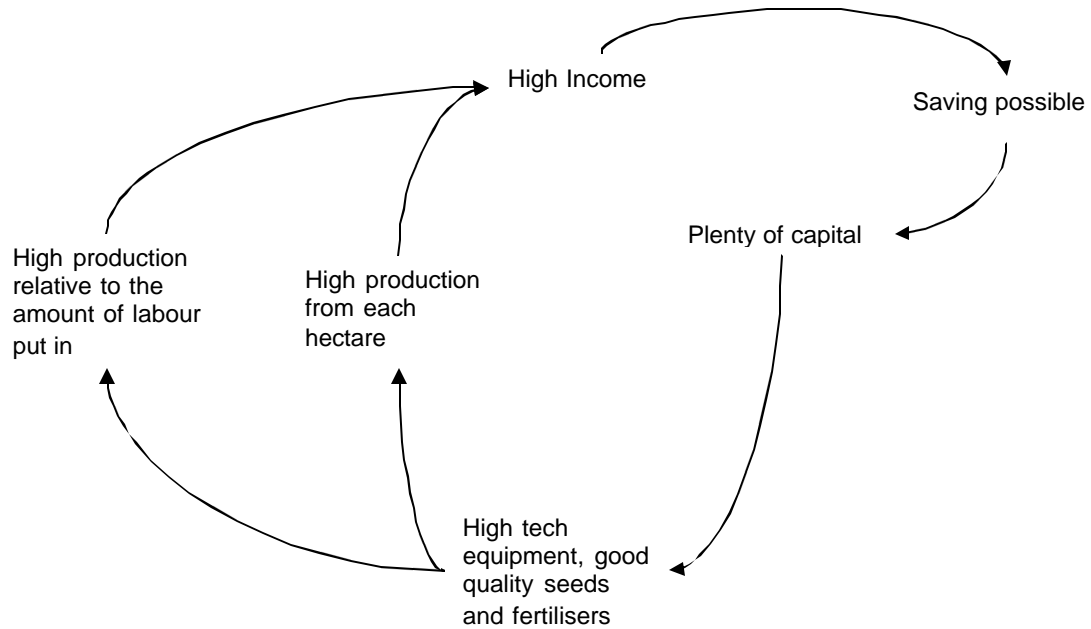 High Income
Saving possible
Plenty of capital
High production
relative to the
amount of labour
put in
High production
from each
hectare
High tech
equipment, good
quality seeds
and fertilisers